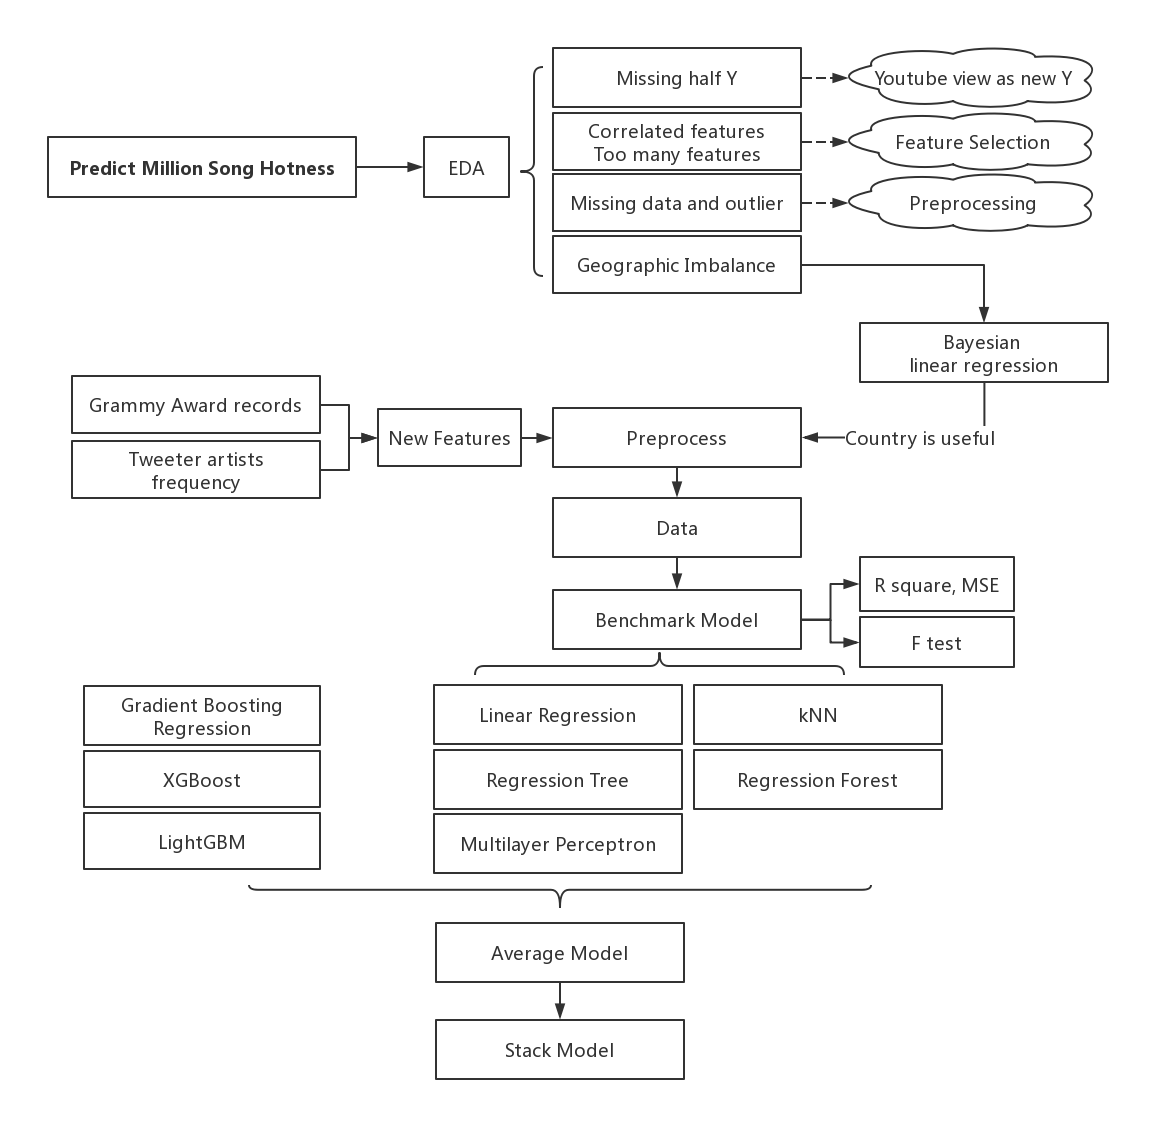 Missing half Y
Youtube view as new Y
Correlated features
Too many features
Feature Selection
Predict Million Song Hotness
EDA
Missing data and outlier
Preprocessing
Geographic Imbalance
Bayesian
linear regression
Grammy Award records
New Features
Preprocess
Country is useful
Tweeter artists
frequency
Data
R square, MSE
Benchmark Model
F test
Gradient Boosting
Regression
Linear Regression
kNN
XGBoost
Regression Tree
Regression Forest
LightGBM
Multilayer Perceptron
Average Model
Stack Model